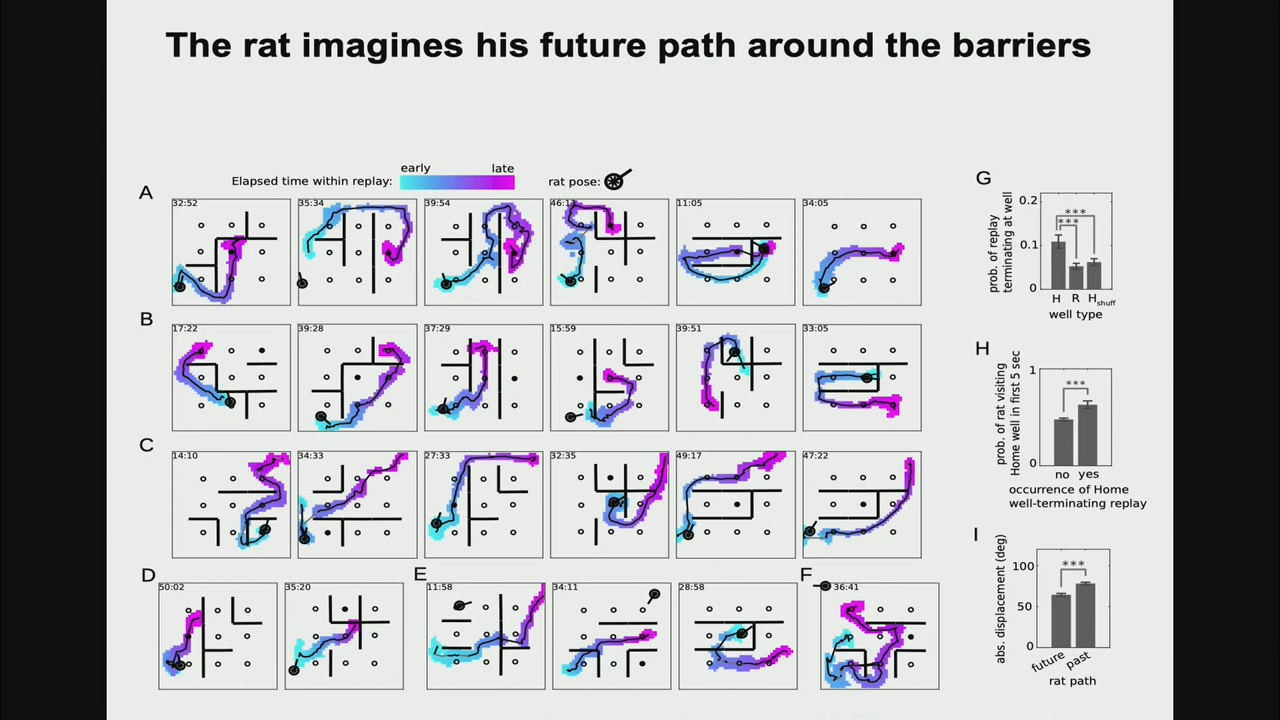 The rat imagines his future path around the barriers
early late
Elapsed time within replay:
rat pose:
A
32:52 35:34 39:54 11:05 34:05
B
17:22 39:28 37:29 15:59 39:51 33:05
C
14:10 34:33 27:33 32:35 49:17 47:22
D
50:02 35:20
E
11:58 34:11 28:58
F
36:41
G
prob. of replay
terminating at well
0.2
0.1
0
***
***
H R Hshuff
well type
H
prob. of rat visiting
Home well in first 5 sec
1
0
***
no yes
occurrence of Home
well-terminating replay
I
abs. displacement (deg)
100
50
0
***
future past
rat path